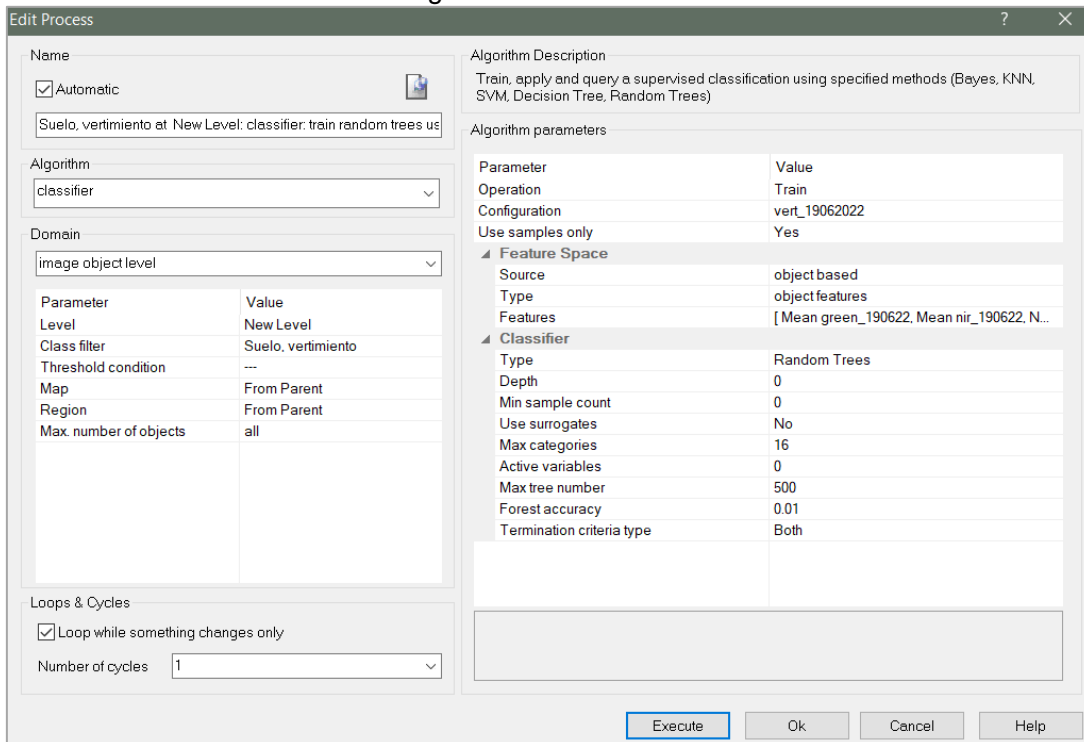 Edit Process ? X
Name
Automatic
Suelo, vertimiento at New Level: classifier: train random trees us
Algorithm
classifier
Domain
image object level
Parameter Value
Level New Level
Class filter Suelo, vertimiento
Threshold condition ---
Map From Parent
Region From Parent
Max. number of objects all
Loops & Cycles
Loop while something changes only
Number of cycles 1
Algorithm Description
Train, apply and query a supervised classification using specified methods (Bayes, KNN,
SVM, Decision Tree, Random Trees)
Algorithm parameters
Parameter Value
Operation Train
Configuration vert_19062022
Use samples only Yes
Feature Space
Source object based
Type object features
Features [ Mean green_190622, Mean nir_190622, N...
Classifier
Type Random Trees
Depth 0
Min sample count 0
Use surrogates No
Max categories 16
Active variables 0
Max tree number 500
Forest accuracy 0.01
Termination criteria type Both
Execute Ok Cancel Help